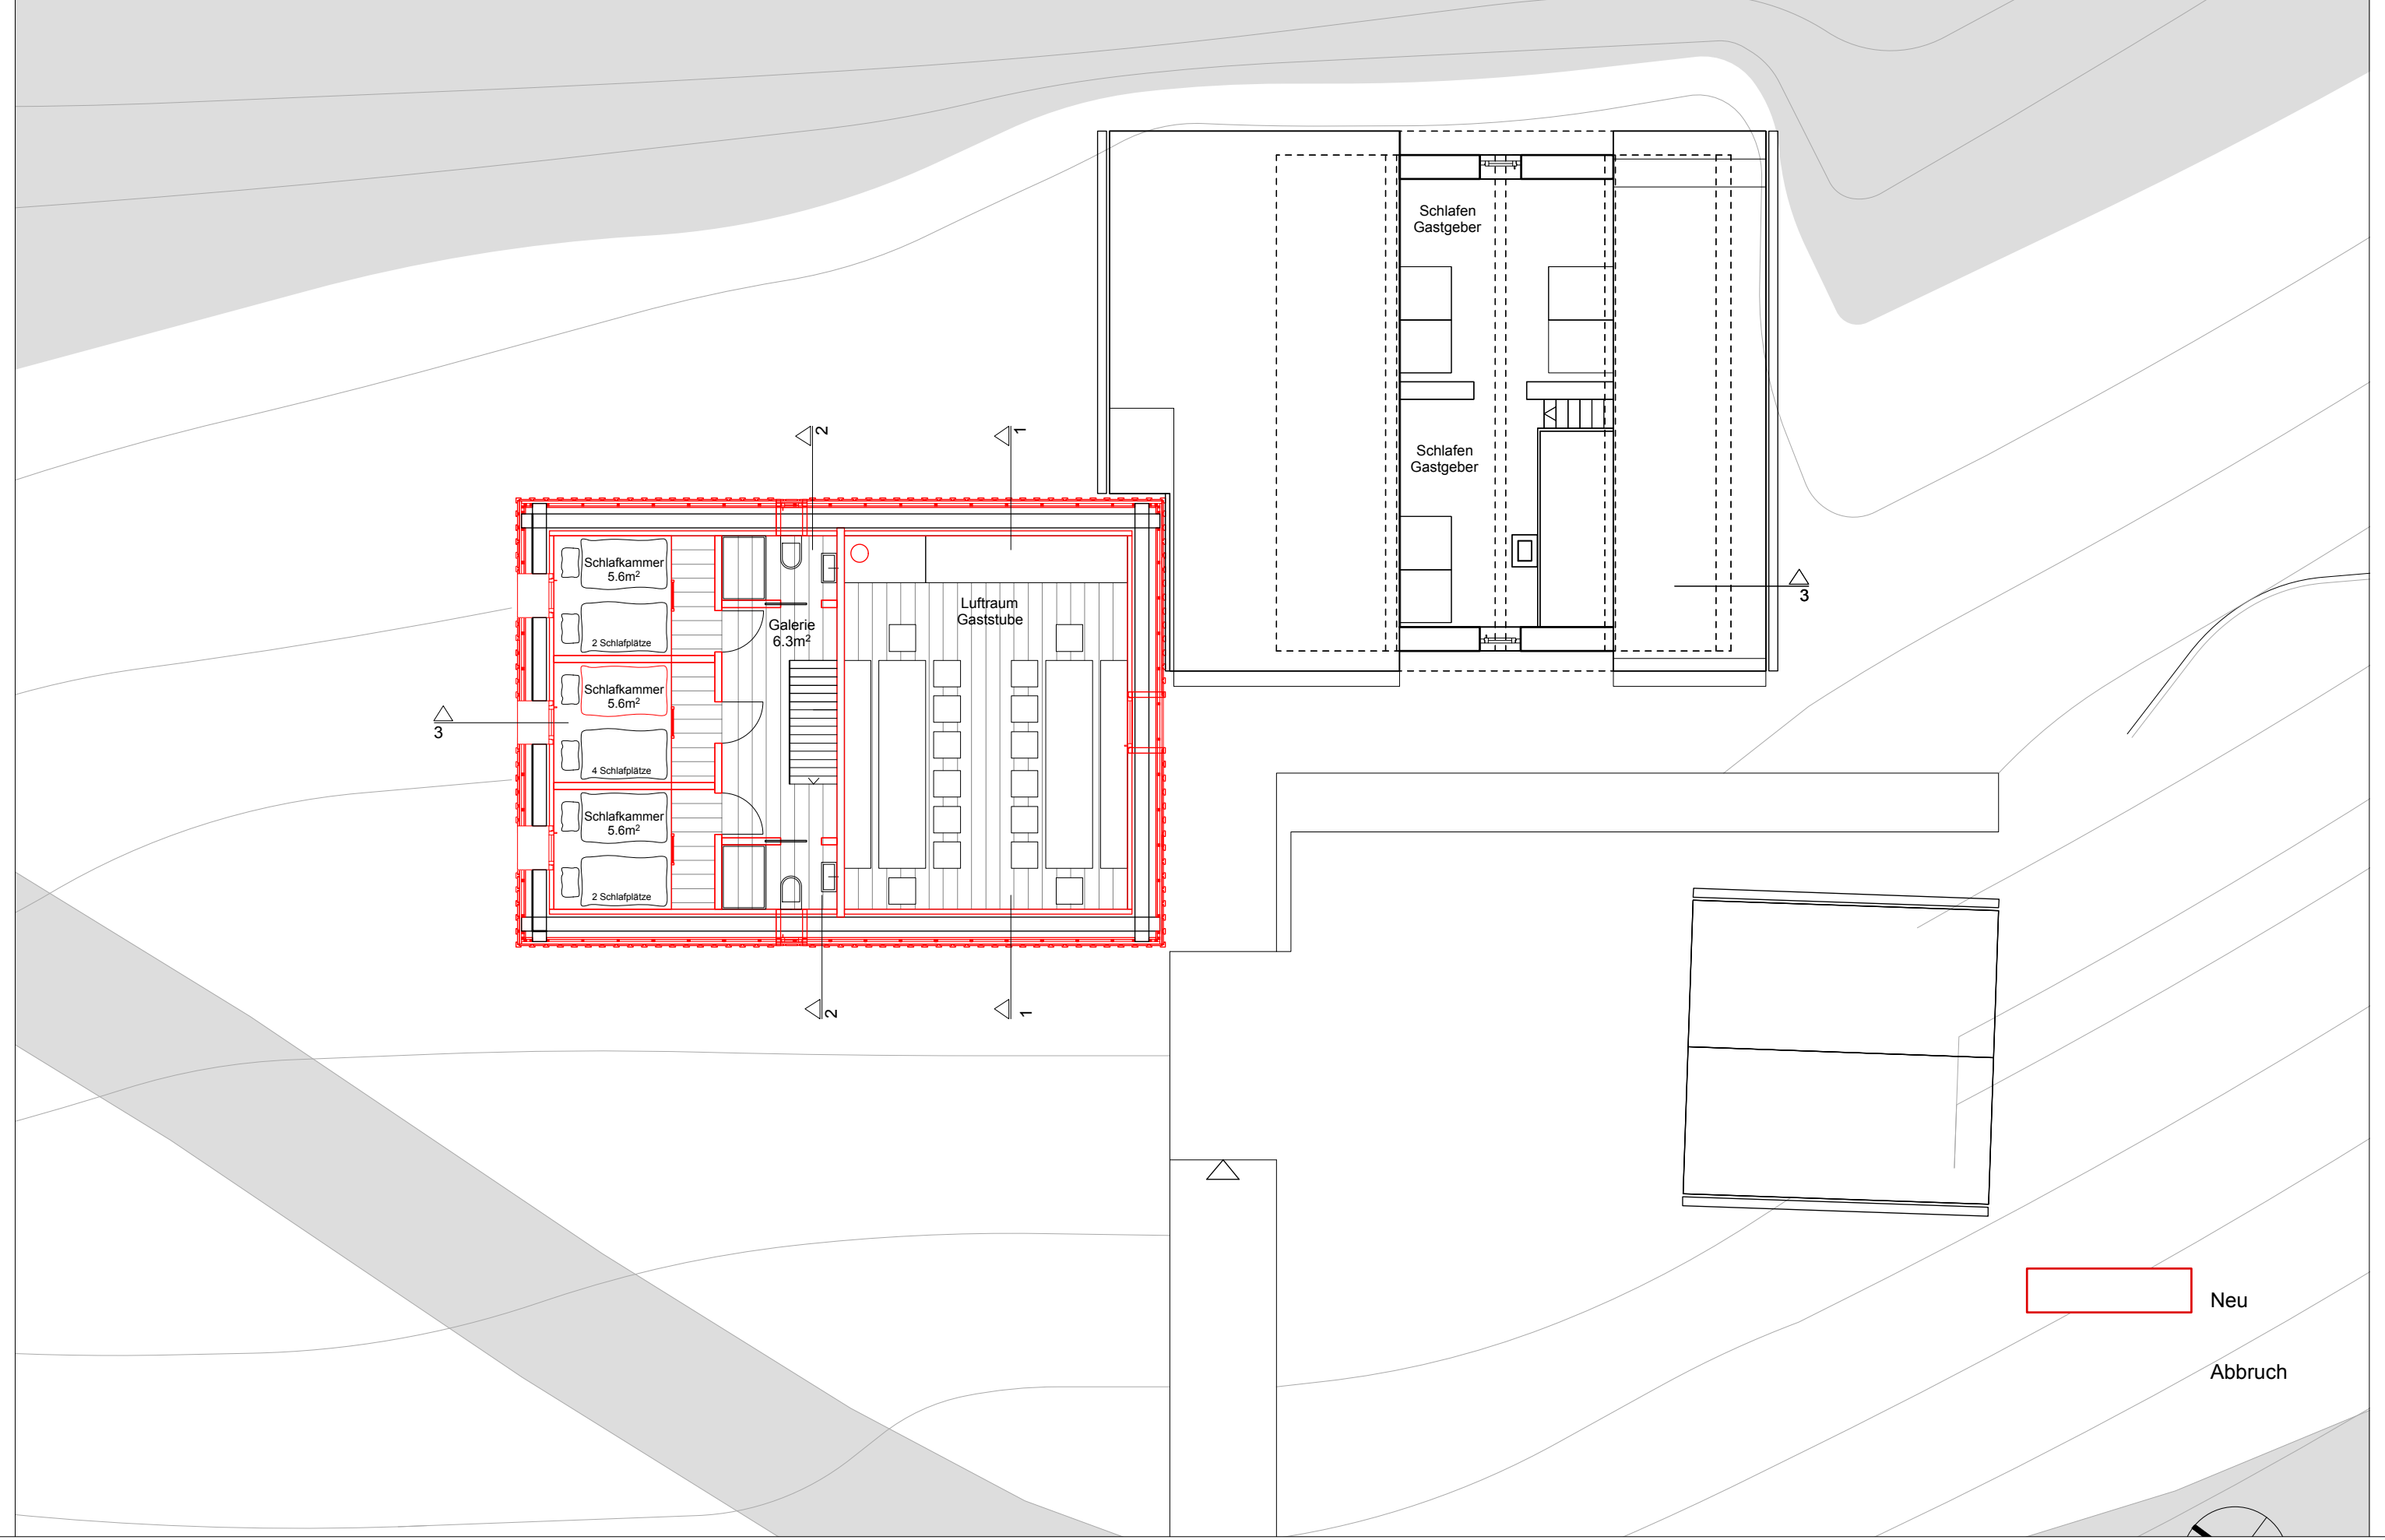 Schlafen
Gastgeber
2
1
Schlafen
Gastgeber
Schlafkammer
5.6m²
2 Schlafplätze
Galerie
6.3m²
Luftraum
Gaststube
3
Schlafkammer
5.6m²
4 Schlafplätze
3
Schlafkammer
5.6m²
2 Schlafplätze
2
1
Neu
Abbruch